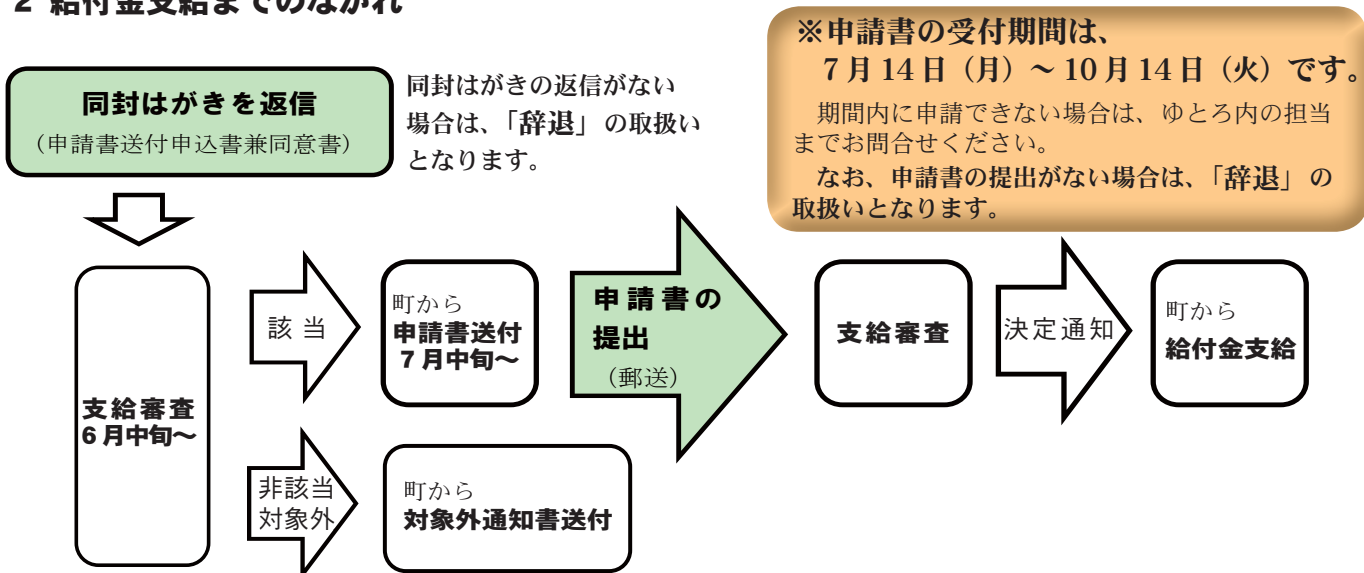 2 給付金支給までのながれ
同封はがきを返信
（申請書送付申込書兼同意書）
同封はがきの返信がない
場合は、「辞退」の取扱い
となります。
※申請書の受付期間は、
7月14日（月）～10月14日（火）です。
期間内に申請できない場合は、ゆとろ内の担当
までお問合せください。
なお、申請書の提出がない場合は、「辞退」の
取扱いとなります。
支給審査
6月中旬～
該当
町から
申請書送付
7月中旬～
申請書の
提出
（郵送）
支給審査
決定通知
町から
給付金支給
非該当
対象外
町から
対象外通知書送付